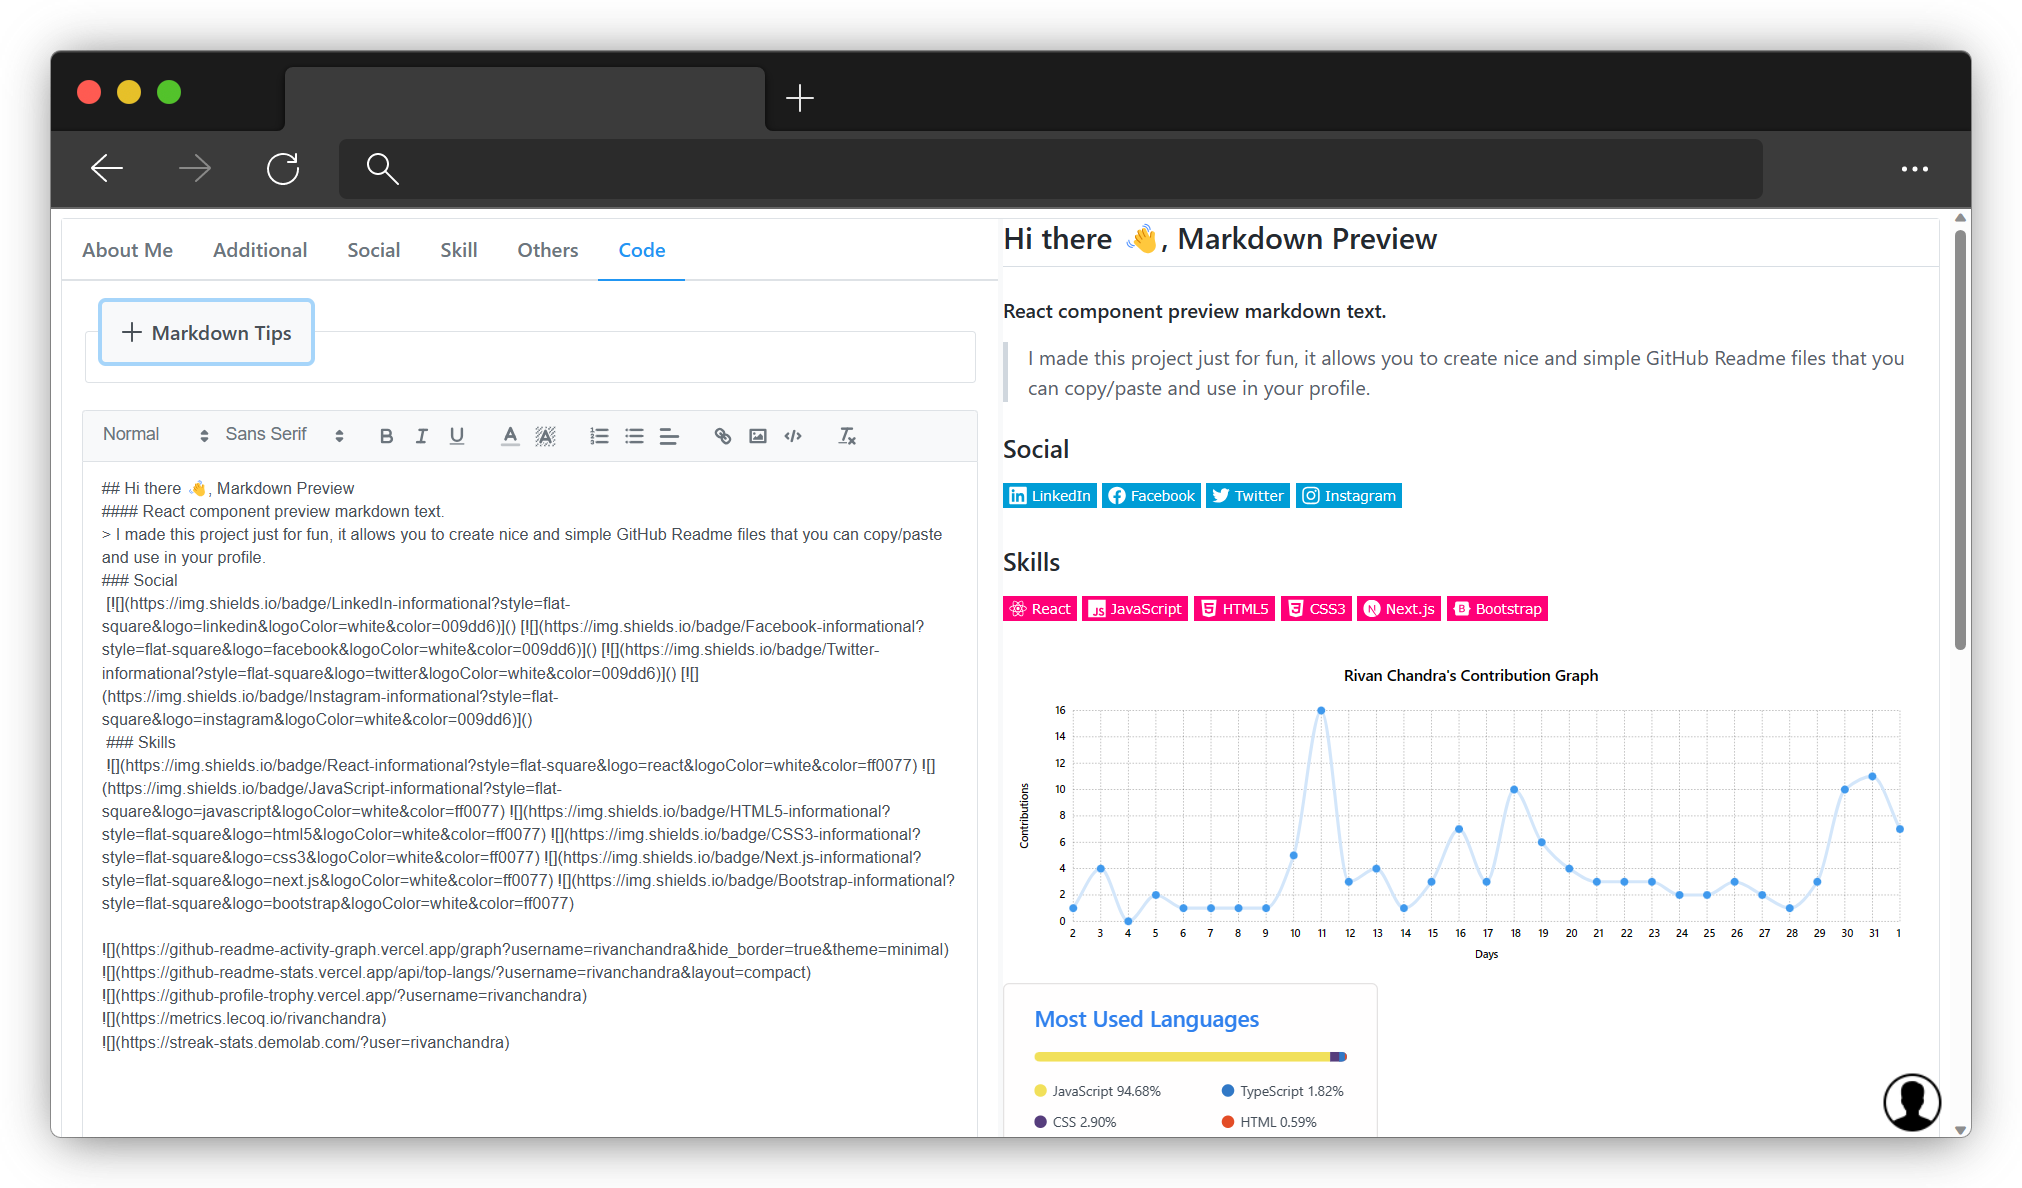 About Me Additional Social Skill Others Code
Markdown Tips
Normal Sans Serif
## Hi there 👋, Markdown Preview
#### React component preview markdown text.
> I made this project just for fun, it allows you to create nice and simple GitHub Readme files that you can copy/paste
and use in your profile.
### Social
[![](https://img.shields.io/badge/LinkedIn-informational?style=flat-
square&logo=linkedin&logoColor=white&color=009dd6)]() [![](https://img.shields.io/badge/Facebook-informational?
style=flat-square&logo=facebook&logoColor=white&color=009dd6)]() [![](https://img.shields.io/badge/Twitter-
informational?style=flat-square&logo=twitter&logoColor=white&color=009dd6)]() [![]
(https://img.shields.io/badge/Instagram-informational?style=flat-
square&logo=instagram&logoColor=white&color=009dd6)]()
### Skills
![](https://img.shields.io/badge/React-informational?style=flat-square&logo=react&logoColor=white&color=ff0077) ![]
(https://img.shields.io/badge/JavaScript-informational?style=flat-
square&logo=javascript&logoColor=white&color=ff0077) ![](https://img.shields.io/badge/HTML5-informational?
style=flat-square&logo=html5&logoColor=white&color=ff0077) ![](https://img.shields.io/badge/CSS3-informational?
style=flat-square&logo=css3&logoColor=white&color=ff0077) ![](https://img.shields.io/badge/Next.js-informational?
style=flat-square&logo=next.js&logoColor=white&color=ff0077) ![](https://img.shields.io/badge/Bootstrap-informational?
style=flat-square&logo=bootstrap&logoColor=white&color=ff0077)
![](https://github-readme-activity-graph.vercel.app/graph?username=rivanchandra&hide_border=true&theme=minimal)
![](https://github-readme-stats.vercel.app/api/top-langs/?username=rivanchandra&layout=compact)
![](https://github-profile-trophy.vercel.app/?username=rivanchandra)
![](https://metrics.lecoq.io/rivanchandra)
![](https://streak-stats.demolab.com/?user=rivanchandra)
Hi there 👋, Markdown Preview
React component preview markdown text.
I made this project just for fun, it allows you to create nice and simple GitHub Readme files that you
can copy/paste and use in your profile.
Social
LinkedIn Facebook Twitter Instagram
Skills
React JavaScript HTML5 CSS3 Next.js Bootstrap
Rivan Chandra's Contribution Graph
16
14
12
10
8
6
4
2
0
Contributions
2 3 4 5 6 7 8 9 10 11 12 13 14 15 16 17 18 19 20 21 22 23 24 25 26 27 28 29 30 31 1
Days
Most Used Languages
JavaScript 94.68% TypeScript 1.82%
CSS 2.90% HTML 0.59%